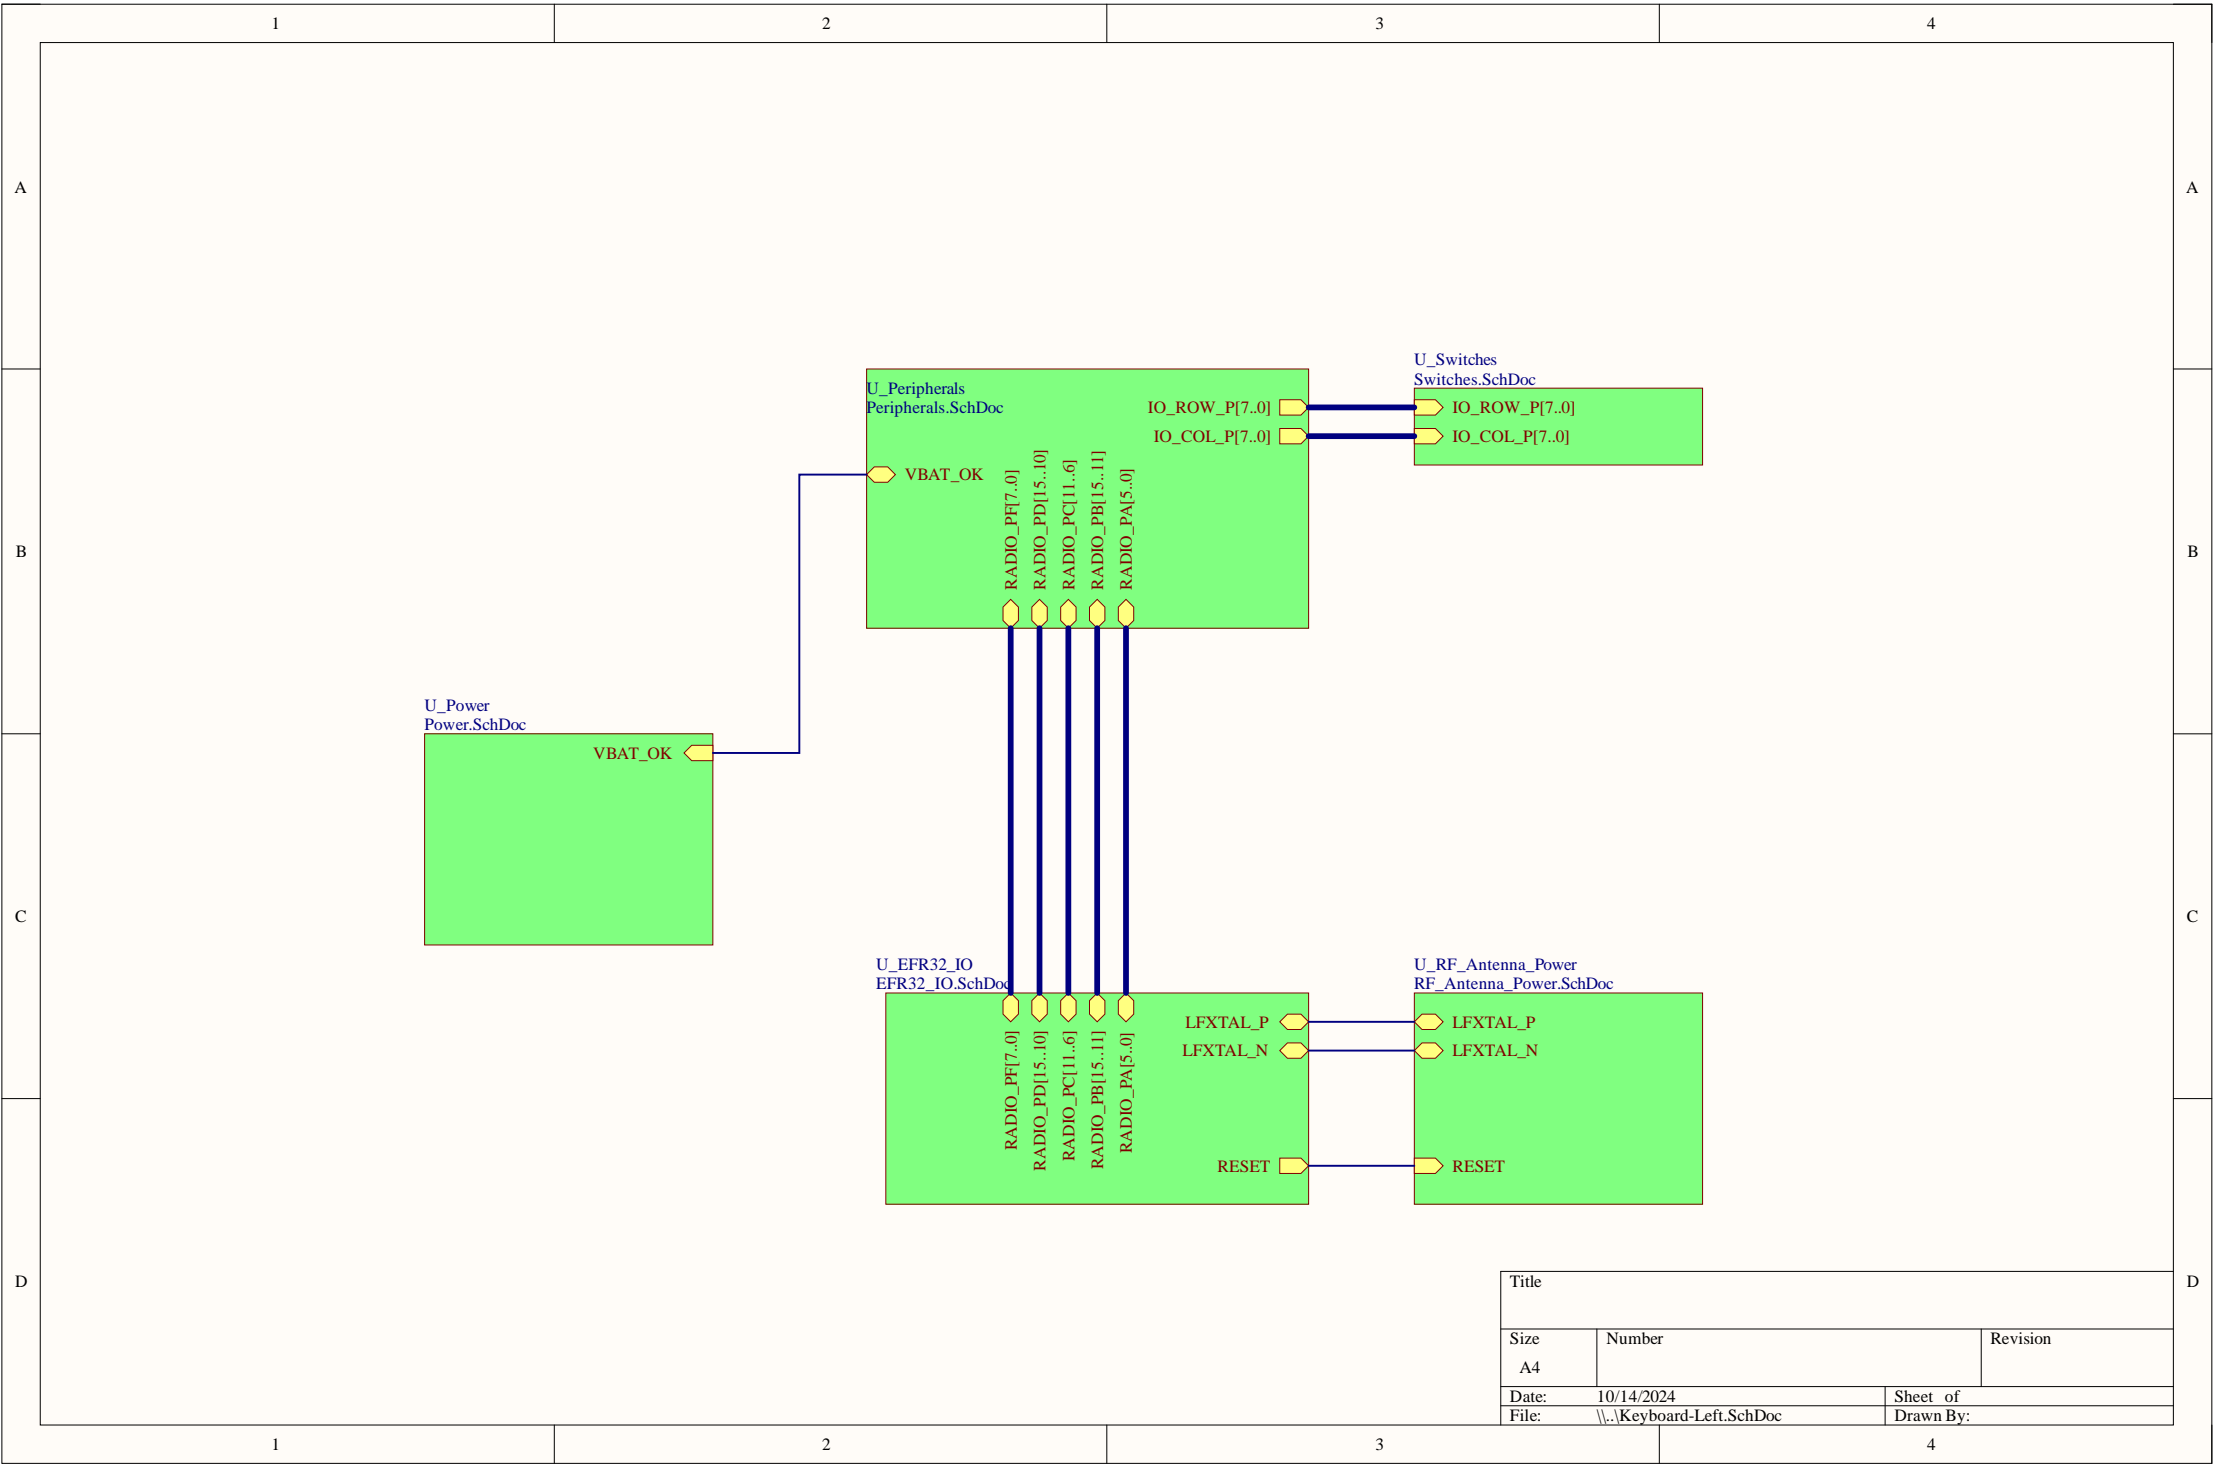 1 2 3 4
A A
U_Switches
Switches.SchDoc
U_Peripherals
Peripherals.SchDoc
IO_ROW_P[7..0] IO_ROW_P[7..0]
IO_COL_P[7..0] IO_COL_P[7..0]
VBAT_OK
RADIO_PF[7..0]
RADIO_PD[15..10]
RADIO_PC[11..6]
RADIO_PB[15..11]
RADIO_PA[5..0]
B B
U_Power
Power.SchDoc
VBAT_OK
C C
U_EFR32_IO
EFR32_IO.SchDoc
U_RF_Antenna_Power
RF_Antenna_Power.SchDoc
LFXTAL_P LFXTAL_P
LFXTAL_N LFXTAL_N
RADIO_PF[7..0]
RADIO_PD[15..10]
RADIO_PC[11..6]
RADIO_PB[15..11]
RADIO_PA[5..0]
RESET RESET
D D
Title
Size Number Revision
A4
Date: 10/14/2024 Sheet of
File: \\..\Keyboard-Left.SchDoc Drawn By:
1 2 3 4